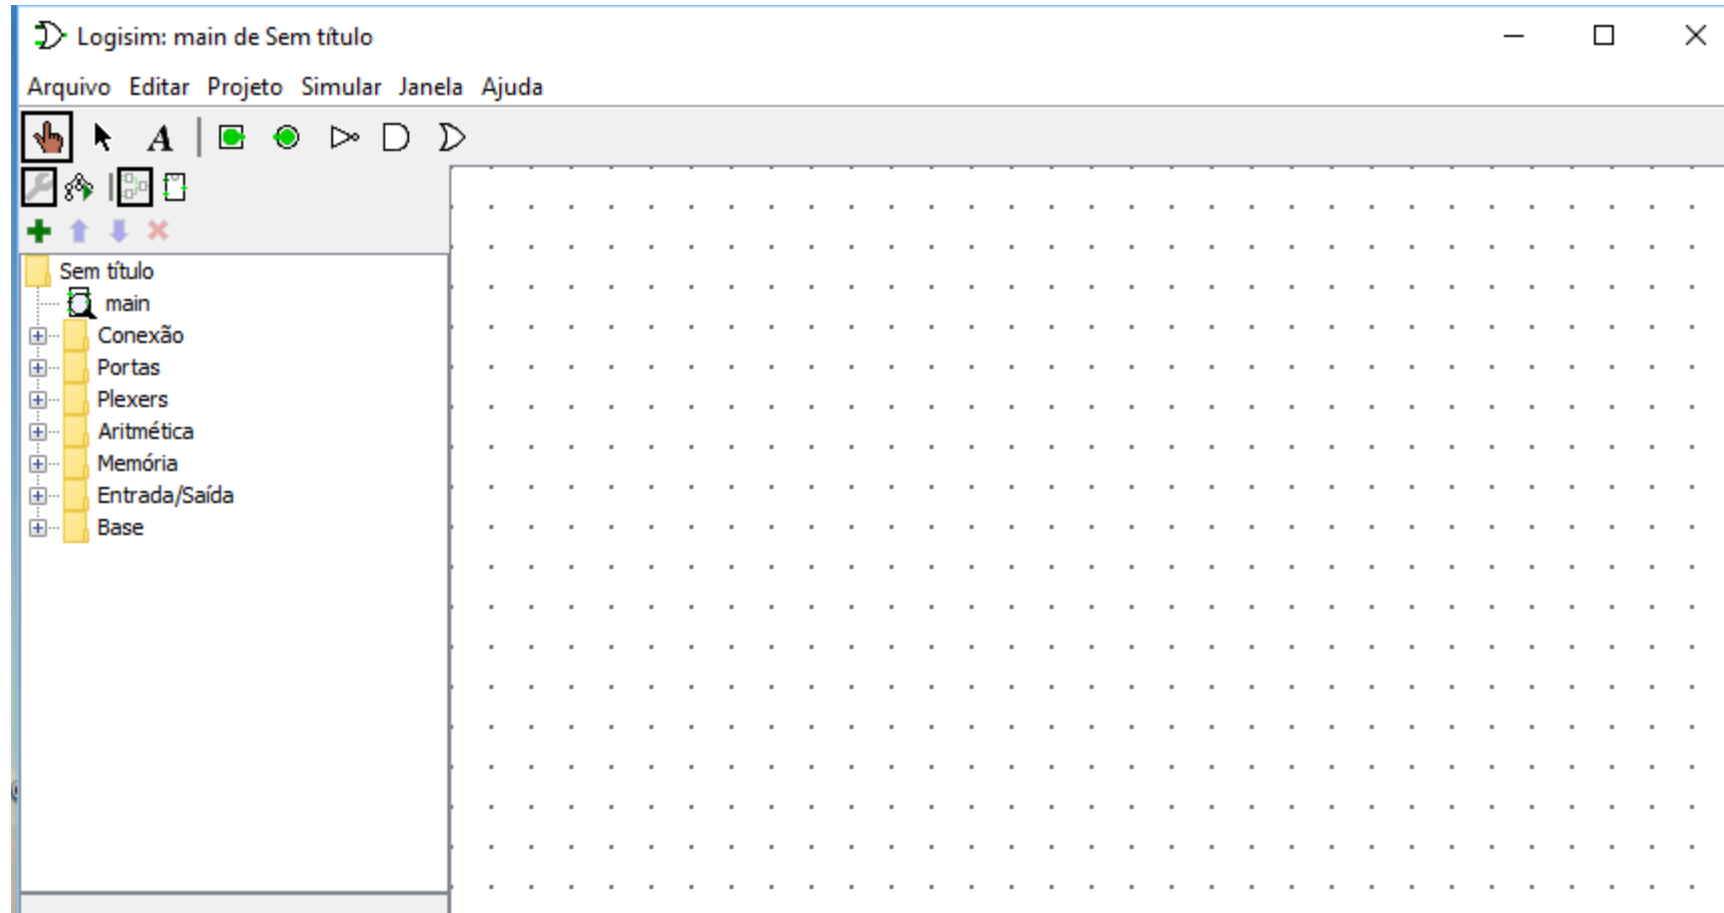 Logisim: main de Sem título
Arquivo Editar Projeto Simular Janela Ajuda
A
Sem título
main
Conexão
Portas
Plexers
Aritmética
Memória
Entrada/Saída
Base